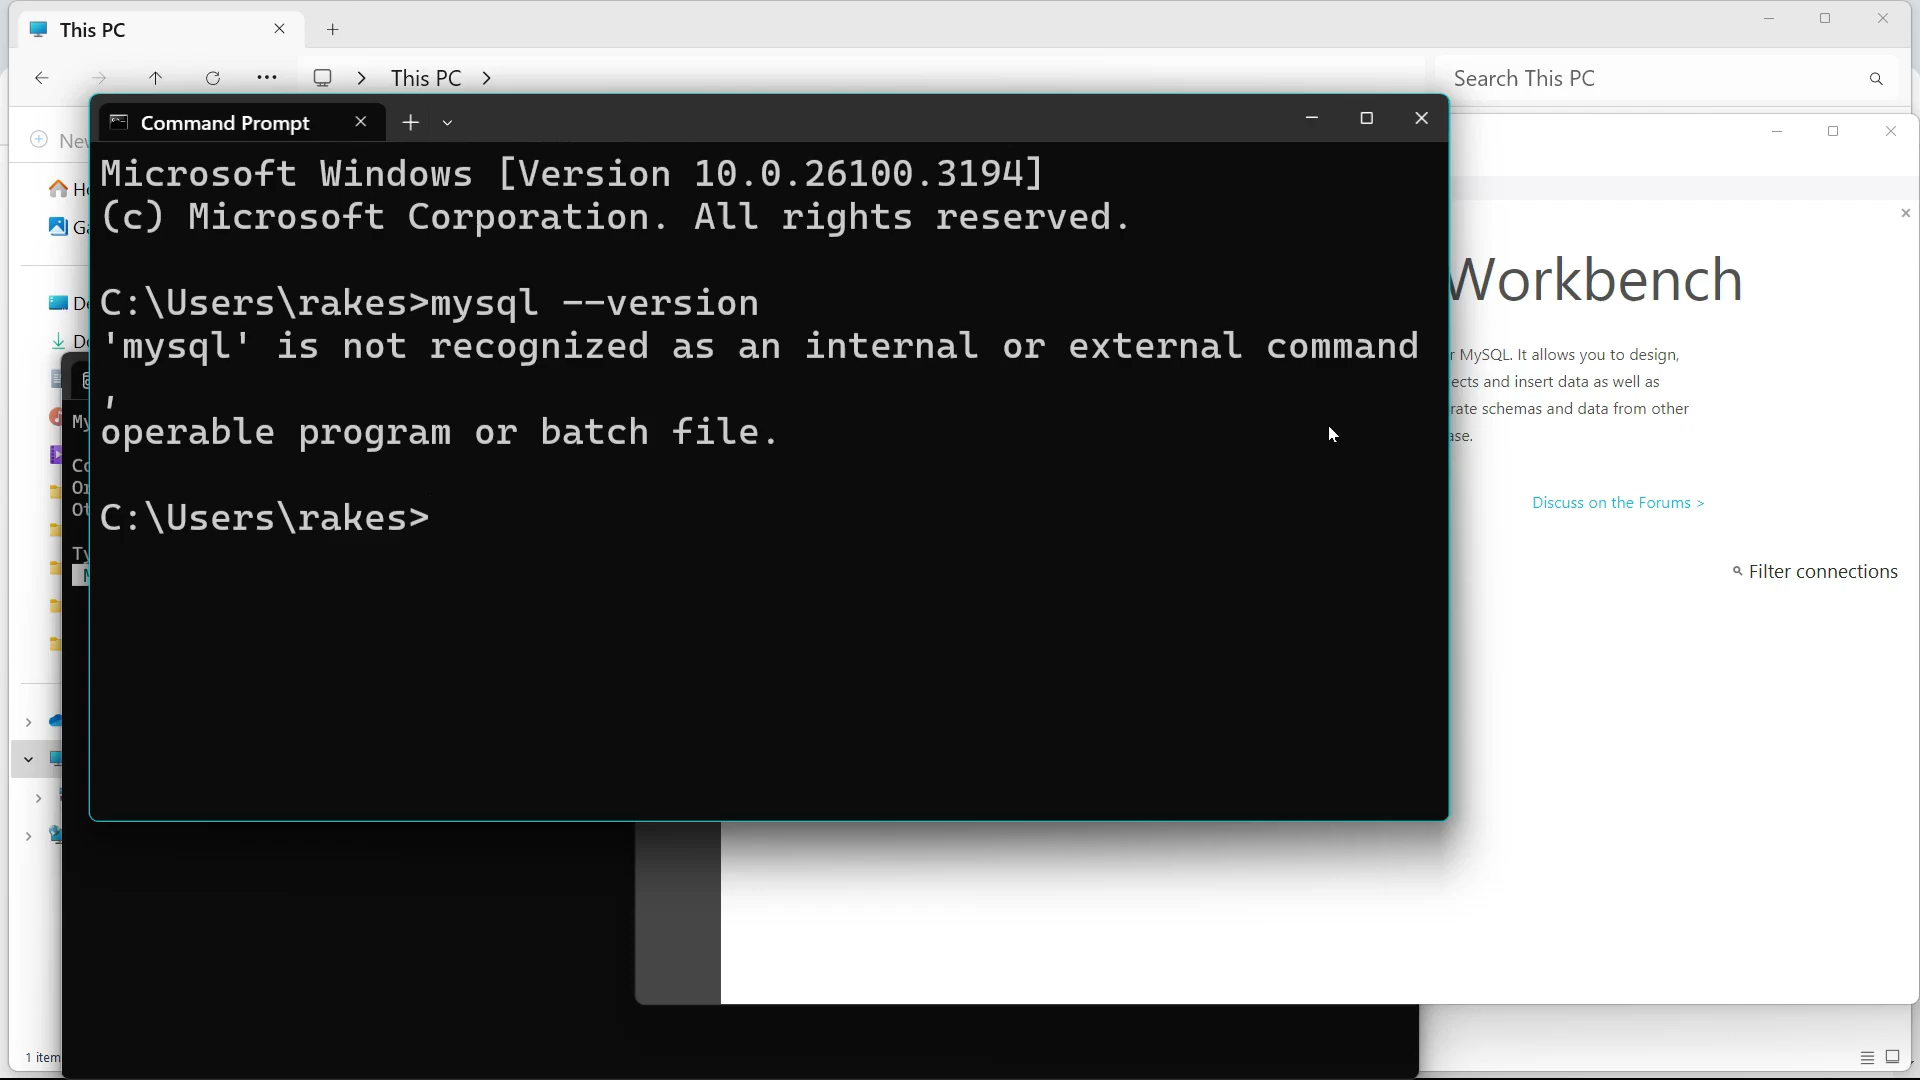 This PC
This PC
Search This PC
Command Prompt
Microsoft Windows [Version 10.0.26100.3194]
(c) Microsoft Corporation. All rights reserved.
C:\Users\rakes>mysql --version
'mysql' is not recognized as an internal or external command
,
operable program or batch file.
C:\Users\rakes>
Workbench
MySQL. It allows you to design,
and insert data as well as
schemas and data from other
Discuss on the Forums >
Filter connections
1 item